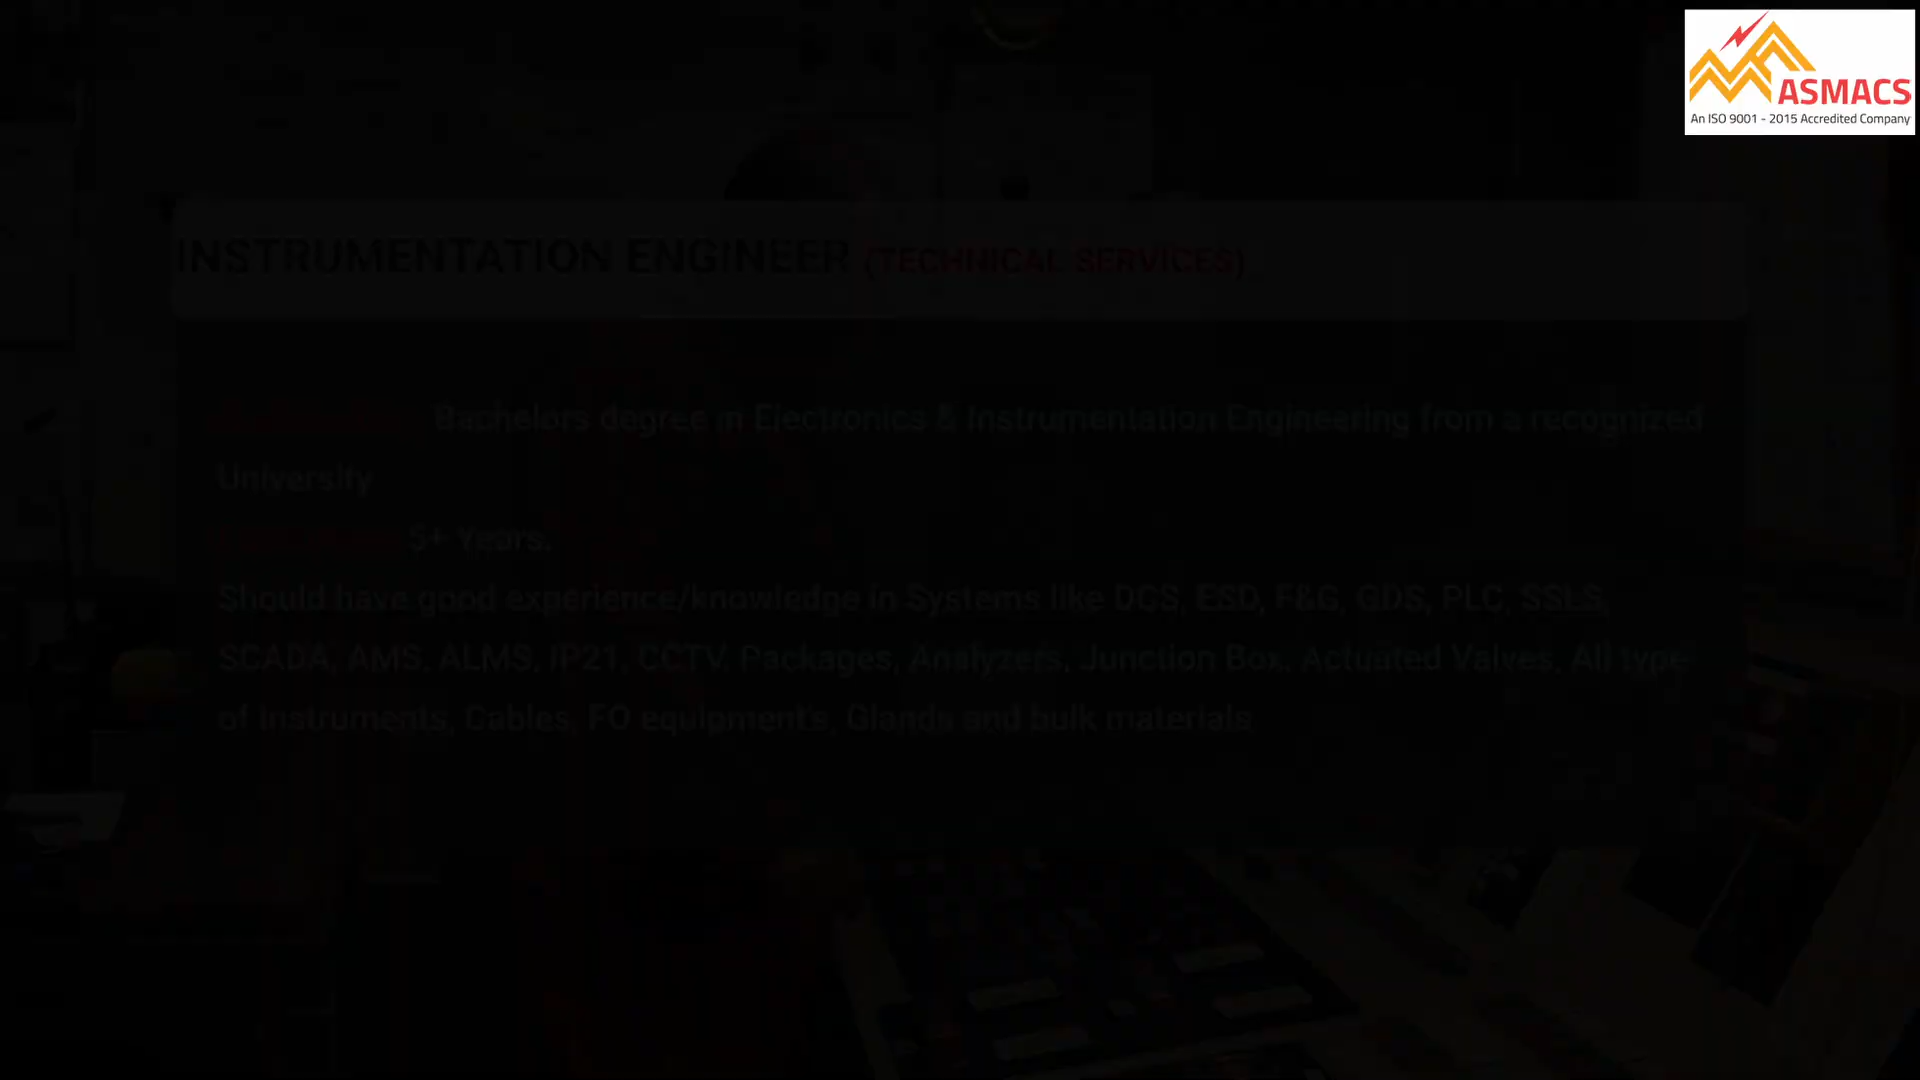 ASMACS
An ISO 9001 - 2015 Accredited Company
INSTRUMENTATION ENGINEER (TECHNICAL SERVICES)
Bachelors degree in Electronics & Instrumentation Engineering from a recognized
University
5+ Years.
Should have good experience/knowledge in Systems like DCS, ESD, F&G, GDS, PLC, SSLS,
SCADA, AMS, ALMS, IP21, CCTV, Packages, Analyzers, Junction Box, Actuated Valves, All type
of Instruments, Cables, FO equipments, Glands and bulk materials